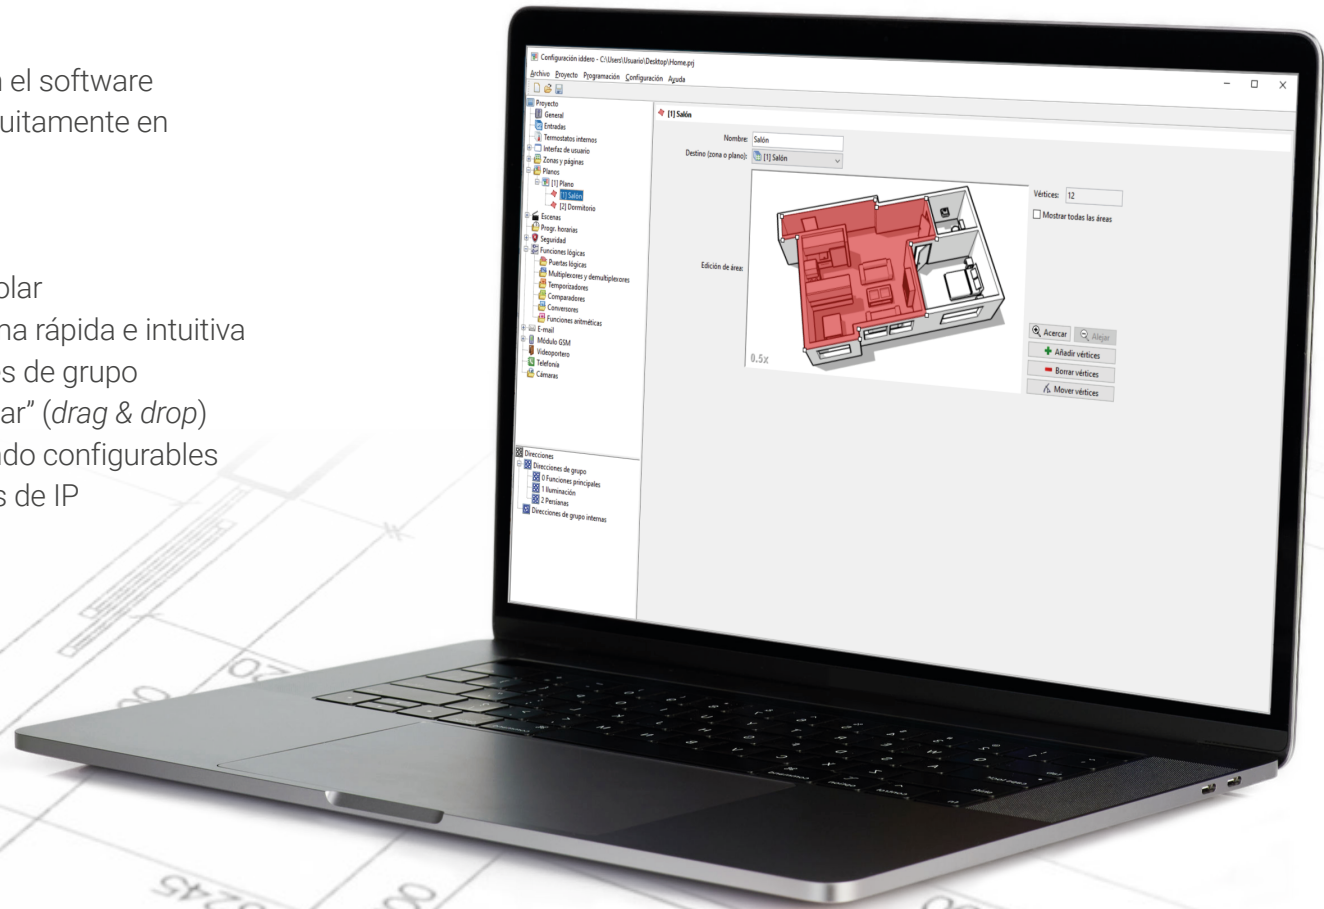 el software
uitamente en
olar
na rápida e intuitiva
es de grupo
ar” (drag & drop)
ndo configurables
s de IP
Configuración iddero - C:\Users\Usuario\Desktop\Home.prj
Archivo Proyecto Programación Configuración Ayuda
Proyecto
General
Entradas
Termostatos internos
Interfaz de usuario
Zonas y páginas
Planos
[1] Plano
[1] Salón
[2] Dormitorio
Escenas
Progr. horarias
Seguridad
Funciones lógicas
Puertas lógicas
Multiplexores y demultiplexores
Temporizadores
Comparadores
Conversores
Funciones aritméticas
E-mail
Módulo GSM
Videoportero
Telefonía
Cámaras
Direcciones
Direcciones de grupo
0 Funciones principales
1 Iluminación
2 Persianas
Direcciones de grupo internas
[1] Salón
Nombre: Salón
Destino (zona o plano): [1] Salón
Edición de área:
0.5x
Vértices: 12
Mostrar todas las áreas
Acercar Alejar
Añadir vértices
Borrar vértices
Mover vértices
5245